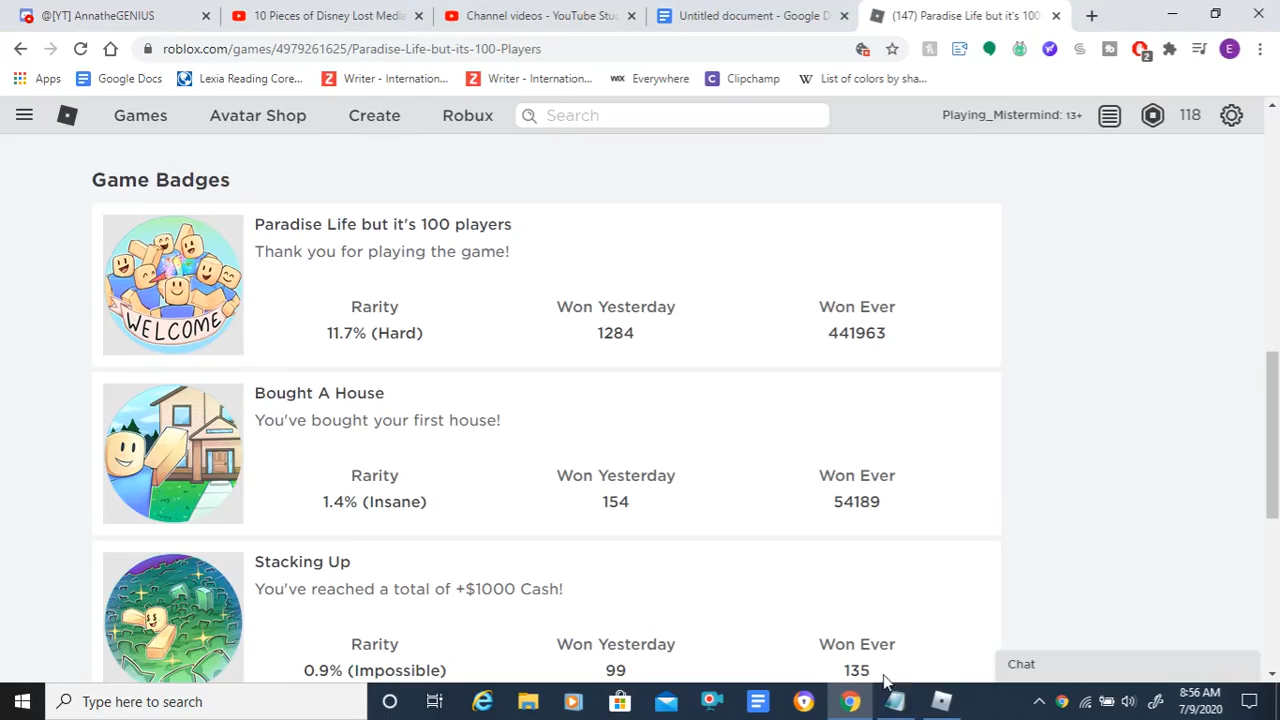 @[YT] AnnatheGENIUS
10 Pieces of Disney Lost Media
Channel videos - YouTube Stu
Untitled document - Google D
(147) Paradise Life but it's 100
roblox.com/games/4979261625/Paradise-Life-but-its-100-Players
2
E
Apps
Google Docs
Lexia Reading Core...
Writer - Internation...
Writer - Internation...
WIX Everywhere
C Clipchamp
W List of colors by sha...
Games
Avatar Shop
Create
Robux
Search
Playing_Mistermind: 13+
118
Game Badges
WELCOME
Paradise Life but it's 100 players
Thank you for playing the game!
Rarity Won Yesterday Won Ever
11.7% (Hard) 1284 441963
Bought A House
You've bought your first house!
Rarity Won Yesterday Won Ever
1.4% (Insane) 154 54189
Stacking Up
You've reached a total of +$1000 Cash!
Rarity Won Yesterday Won Ever
0.9% (Impossible) 99 135
Chat
Type here to search
8:56 AM
7/9/2020